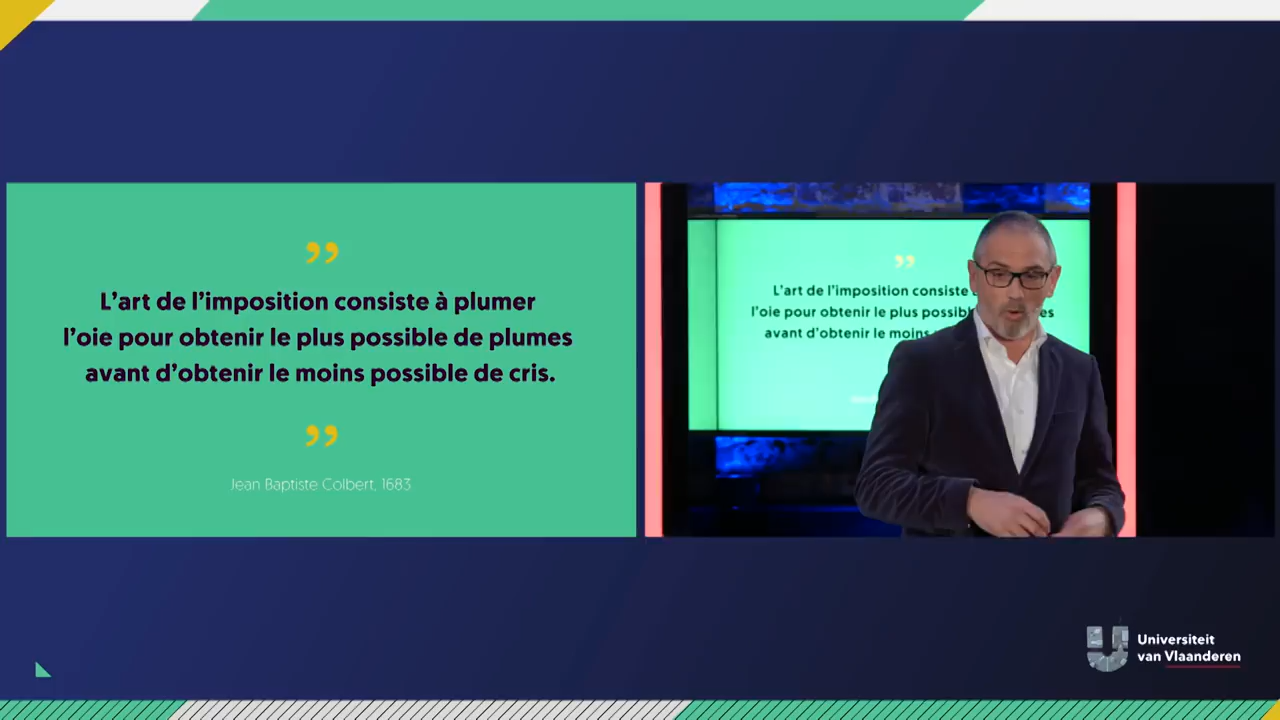 ”
L’art de l’imposition consiste à plumer
l’oie pour obtenir le plus possible de plumes
avant d’obtenir le moins possible de cris.
”
Jean Baptiste Colbert, 1683
”
L’art de l’imposition consiste
l’oie pour obtenir le plus possibl es
avant d’obtenir le moins
Universiteit
van Vlaanderen